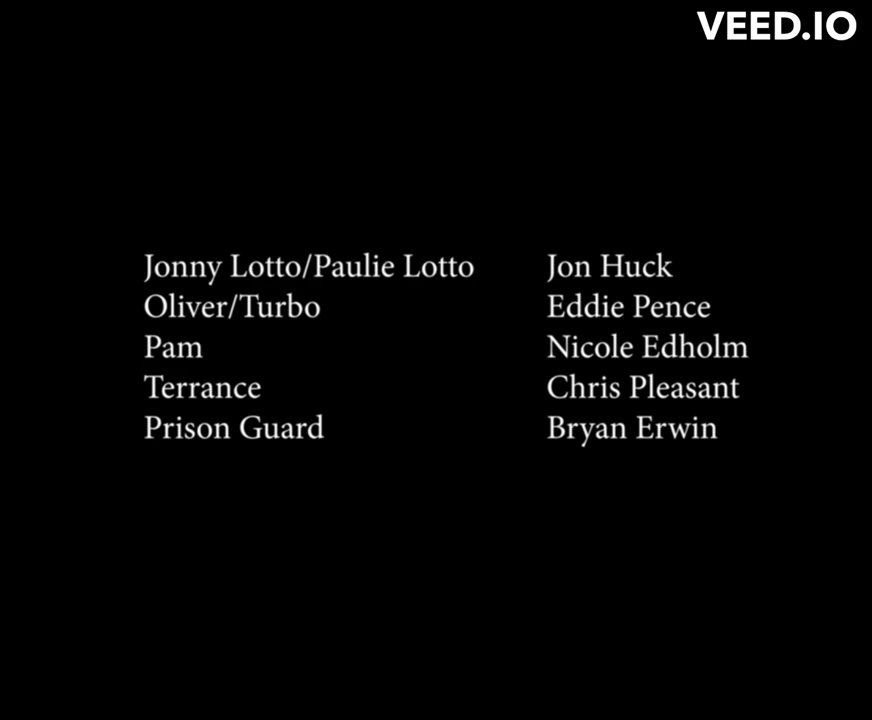 VEED.IO
Jonny Lotto/Paulie Lotto Jon Huck
Oliver/Turbo Eddie Pence
Pam Nicole Edholm
Terrance Chris Pleasant
Prison Guard Bryan Erwin